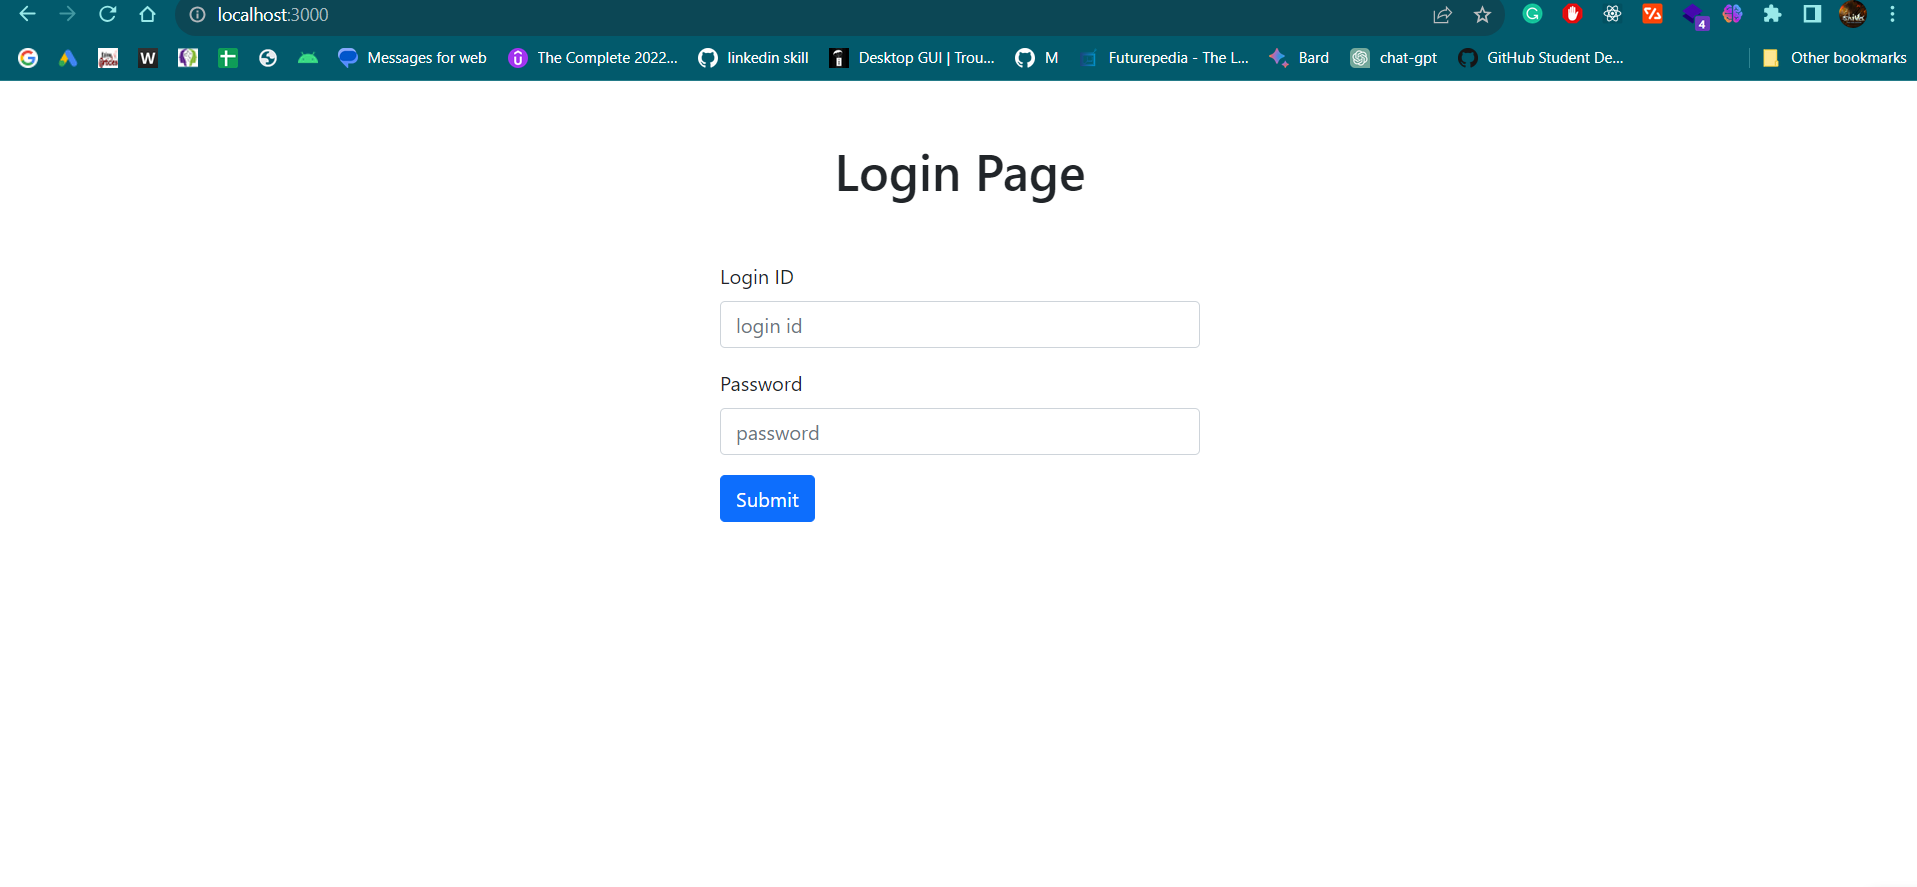 localhost:3000
4
W
Messages for web
The Complete 2022...
linkedin skill
Desktop GUI | Trou...
M
Futurepedia - The L...
Bard
chat-gpt
GitHub Student De...
Other bookmarks
Login Page
Login ID
login id
Password
password
Submit